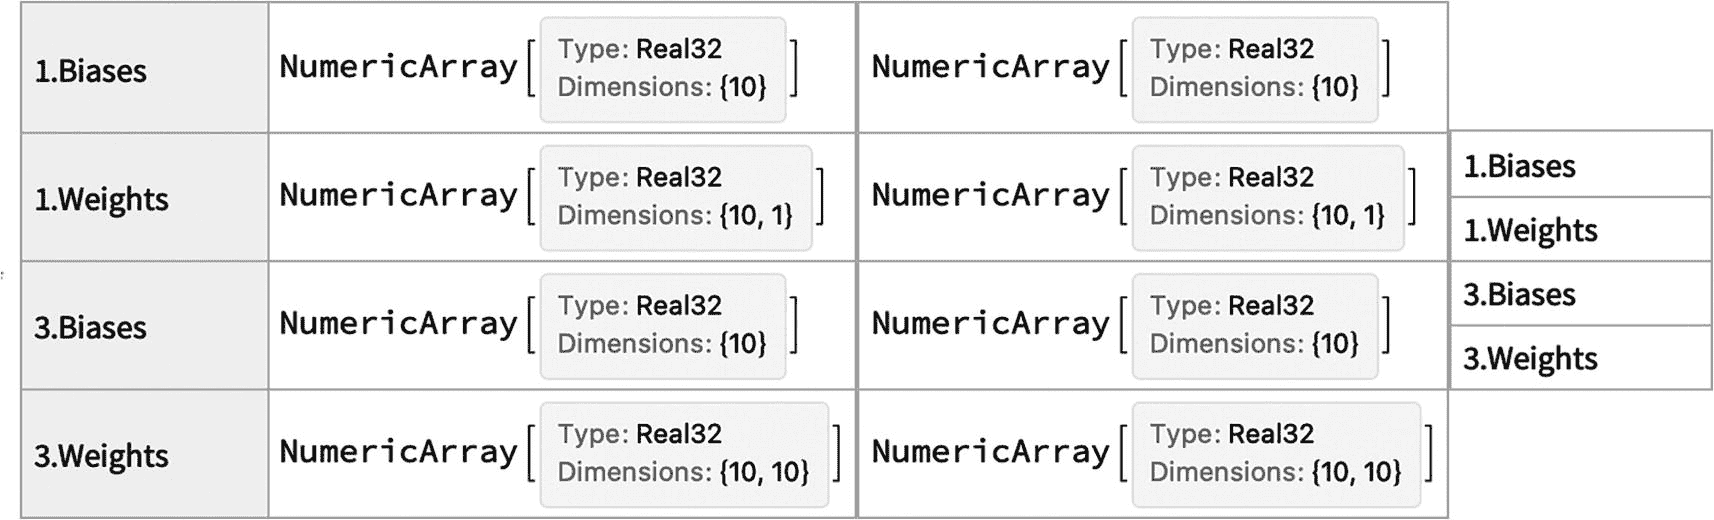 1.Biases NumericArray[ Type: Real32 Dimensions: {10} ] NumericArray[ Type: Real32 Dimensions: {10} ]
1.Weights NumericArray[ Type: Real32 Dimensions: {10, 1} ] NumericArray[ Type: Real32 Dimensions: {10, 1} ]
3.Biases NumericArray[ Type: Real32 Dimensions: {10} ] NumericArray[ Type: Real32 Dimensions: {10} ]
3.Weights NumericArray[ Type: Real32 Dimensions: {10, 10} ] NumericArray[ Type: Real32 Dimensions: {10, 10} ]
1.Biases
1.Weights
3.Biases
3.Weights